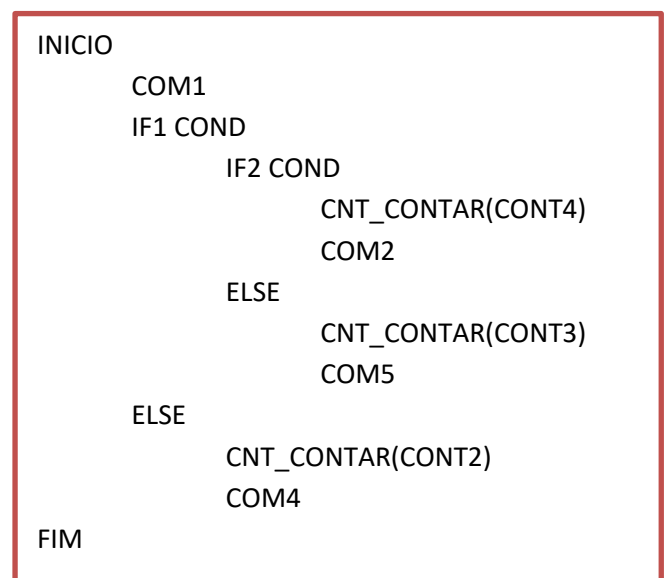 INICIO
COM1
IF1 COND
IF2 COND
CNT_CONTAR(CONT4)
COM2
ELSE
CNT_CONTAR(CONT3)
COM5
ELSE
CNT_CONTAR(CONT2)
COM4
FIM